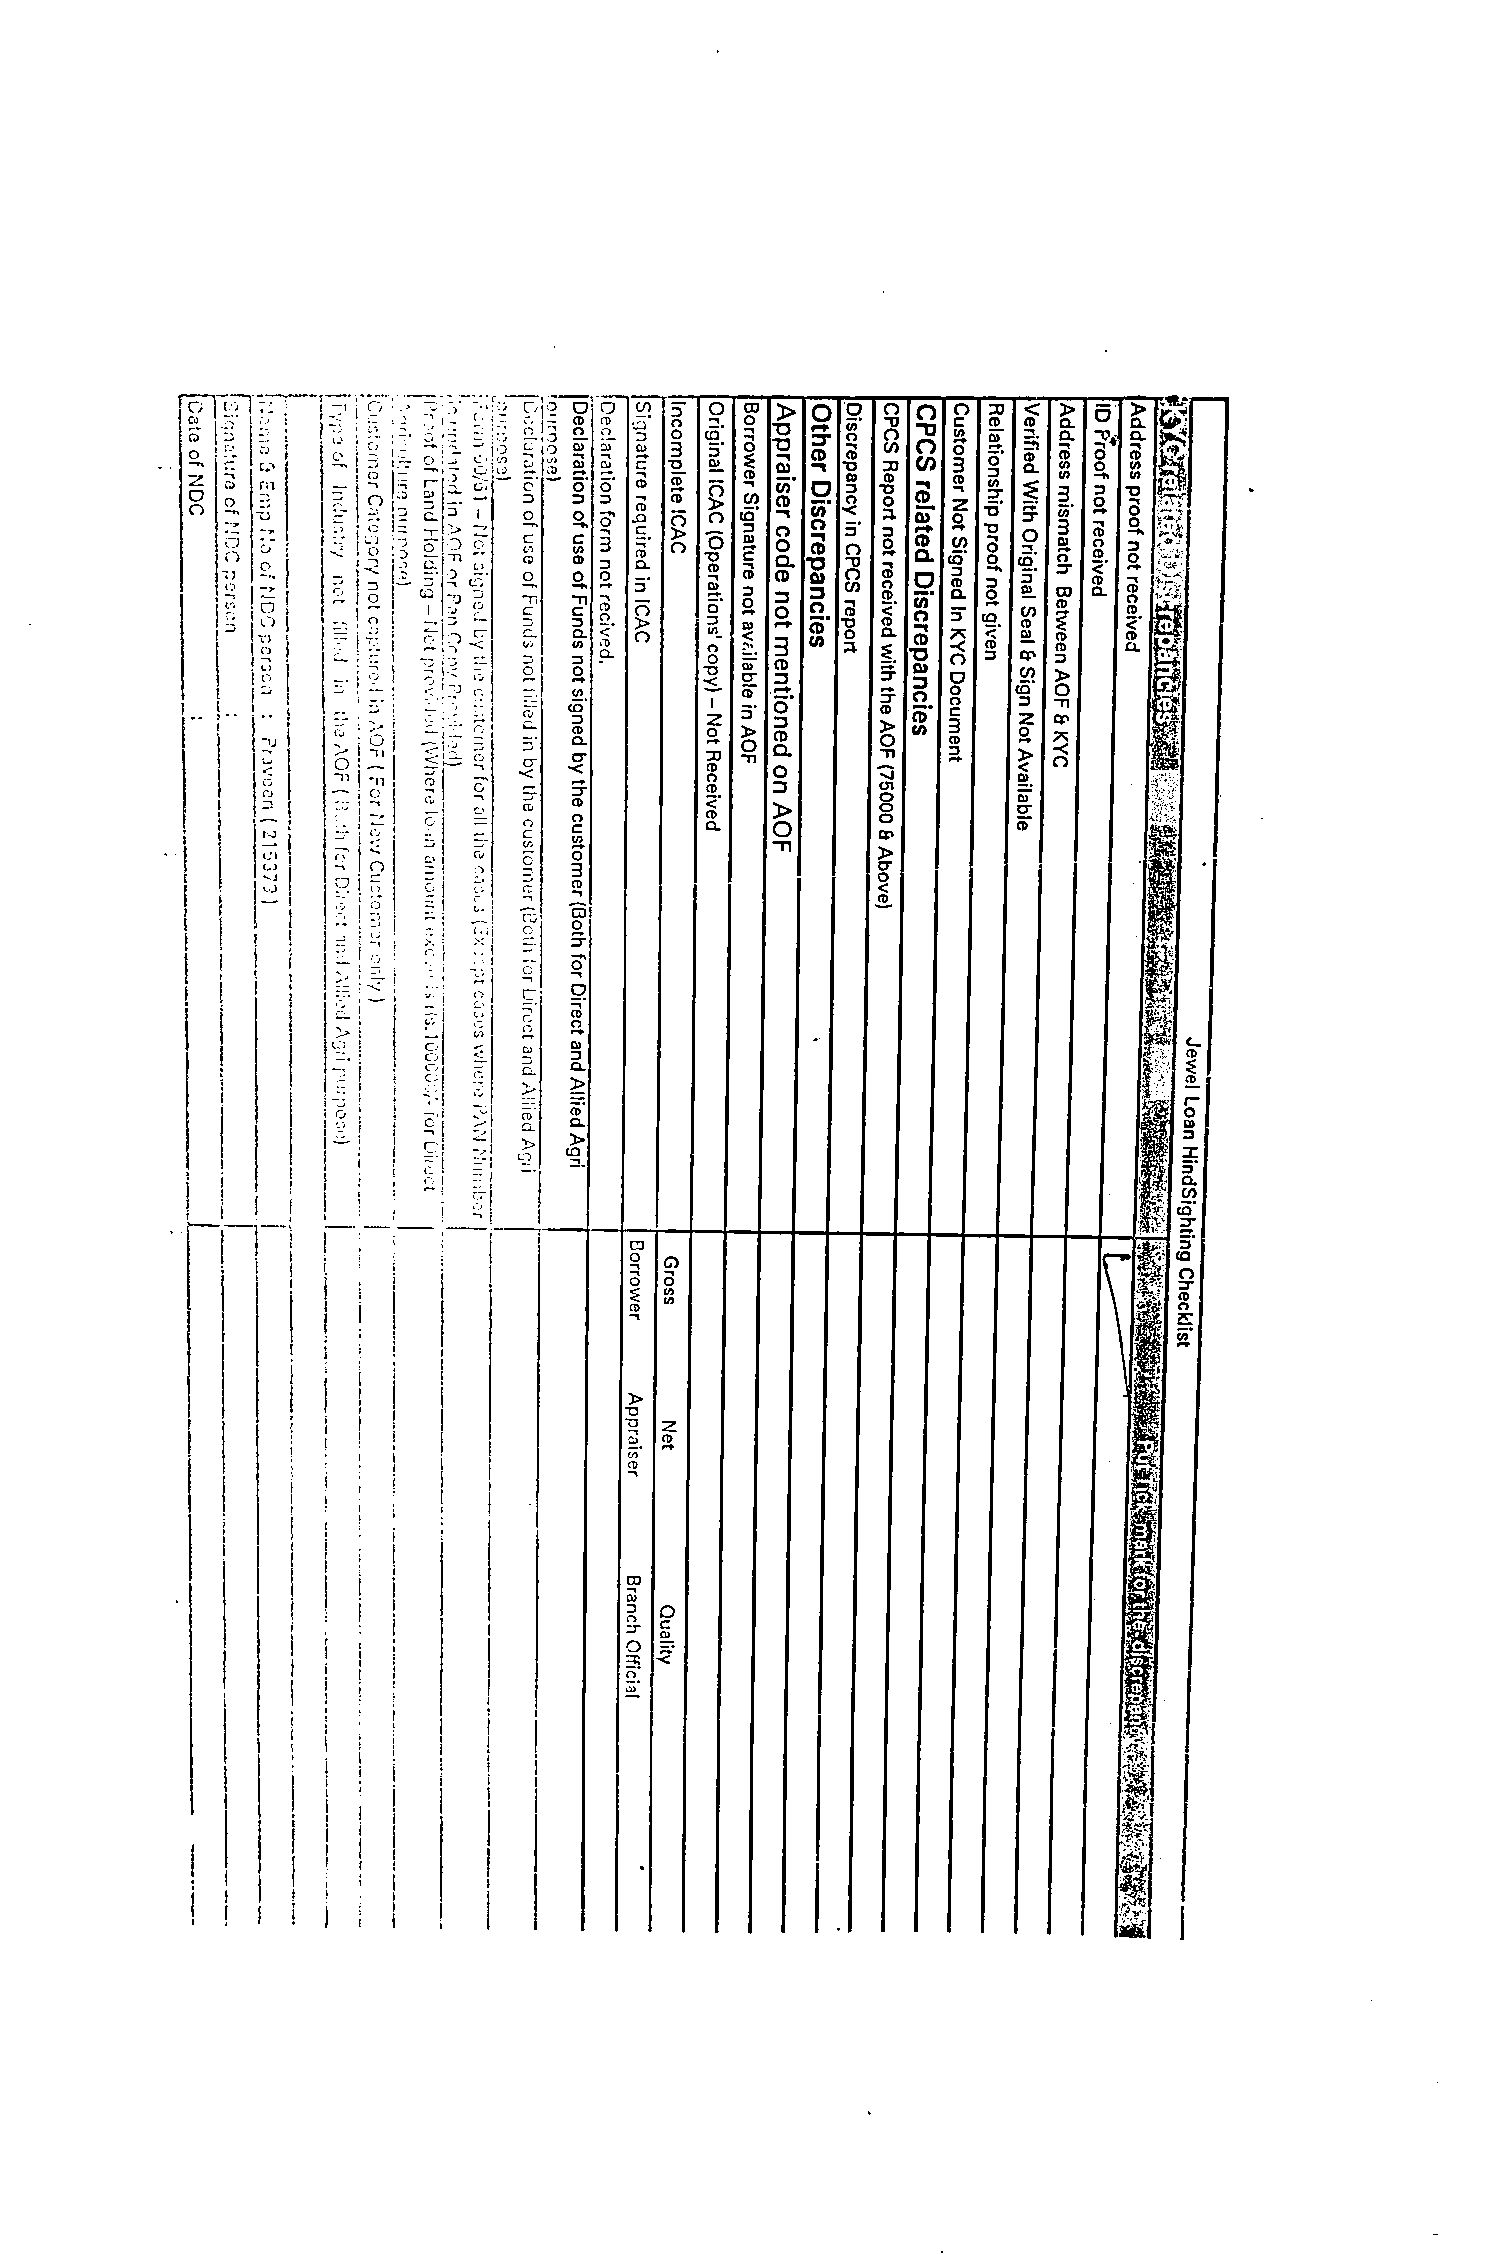 Jewel Loan HindSighting Checklist
KYC related Discrepancies Put tick mark for the discrepancy
Address proof not received
ID Proof not received
Address mismatch Between AOF & KYC
Verified With Original Seal & Sign Not Available
Relationship proof not given
Customer Not Signed In KYC Document
CPCS related Discrepancies
CPCS Report not received with the AOF (75000 & Above)
Discrepancy in CPCS report
Other Discrepancies
Appraiser code not mentioned on AOF
Borrower Signature not available in AOF
Original ICAC (Operations' copy) – Not Received
Incomplete ICAC Gross Net Quality
Signature required in ICAC Borrower Appraiser Branch Official
Declaration form not recived.
Declaration of use of Funds not signed by the customer (Both for Direct and Allied Agri
purpose)
Declaration of use of Funds not filled in by the customer (Both for Direct and Allied Agri
purpose)
Form 60/61 – Not signed by the customer for all the cases (Except cases where PAN Number
is updated in AOF or Pan Copy Provided)
Proof of Land Holding – Not provided (Where loan amount exceeds Rs.100000/- for Direct
Agriculture purpose)
Customer Category not captured in AOF ( For New Customer only )
Type of Industry not filled in the AOF ( Both for Direct and Allied Agri purpose)
Name & Emp No of NDC person : Praveen ( 215373 )
Signature of NDC person :
Date of NDC :